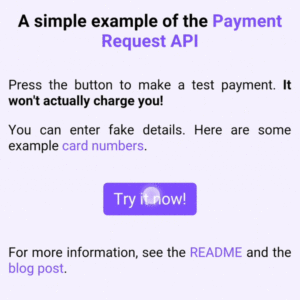 A simple example of the Payment
Request API
Press the button to make a test payment. It
won't actually charge you!
You can enter fake details. Here are some
example card numbers.
Try it now!
For more information, see the README and the
blog post.